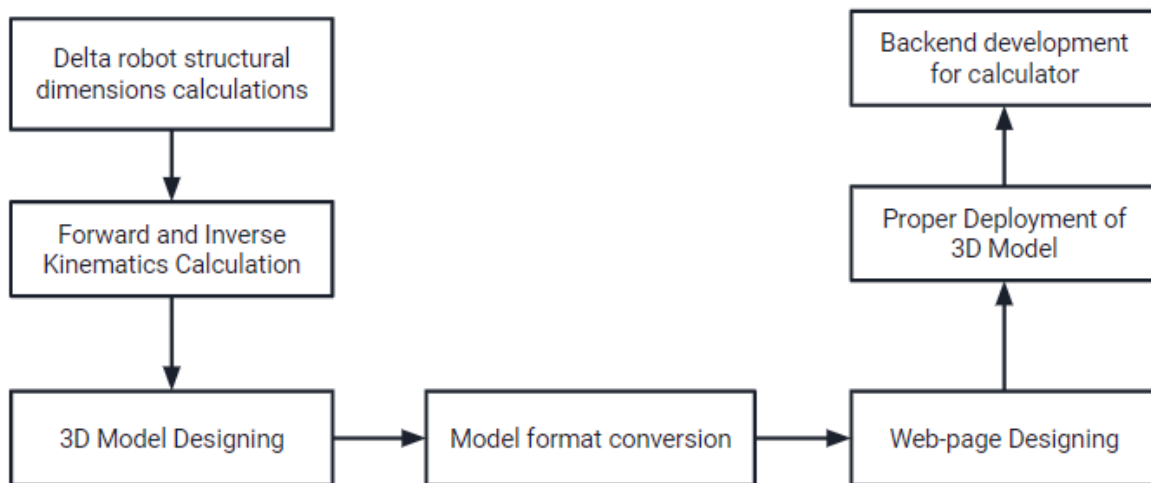 Delta robot structural
dimensions calculations
Forward and Inverse
Kinematics Calculation
3D Model Designing
Model format conversion
Web-page Designing
Proper Deployment of
3D Model
Backend development
for calculator